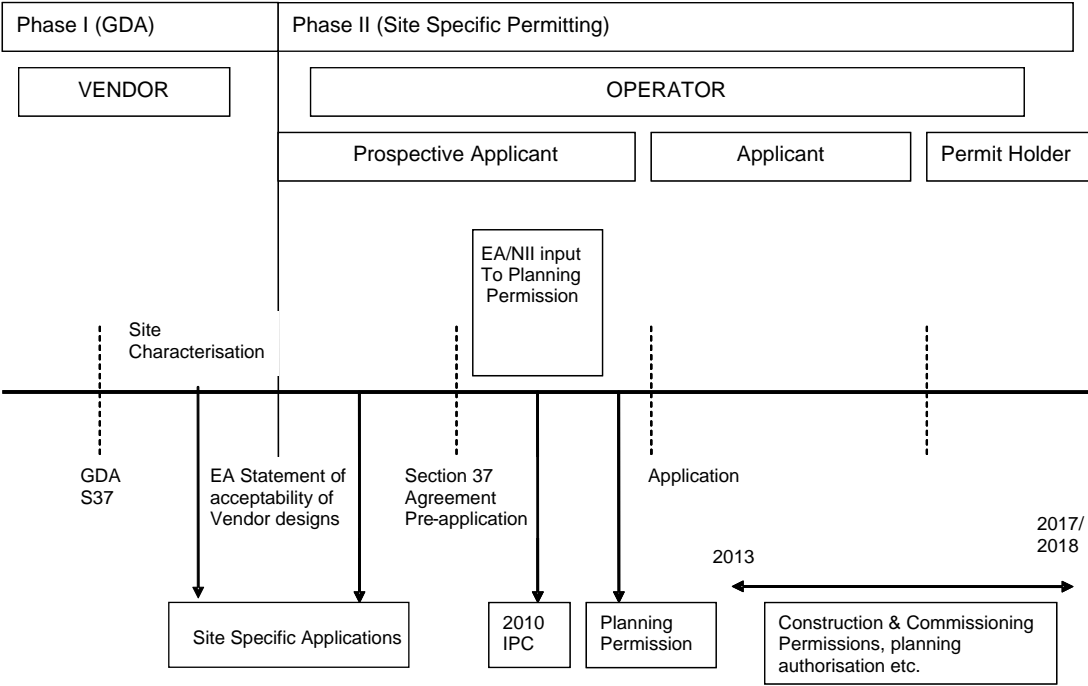 Phase I (GDA)
Phase II (Site Specific Permitting)
VENDOR
OPERATOR
Prospective Applicant
Applicant
Permit Holder
EA/NII input
To Planning
Permission
Site
Characterisation
GDA
S37
EA Statement of
acceptability of
Vendor designs
Section 37
Agreement
Pre-application
Application
2013
2017/
2018
Site Specific Applications
2010
IPC
Planning
Permission
Construction & Commissioning
Permissions, planning
authorisation etc.